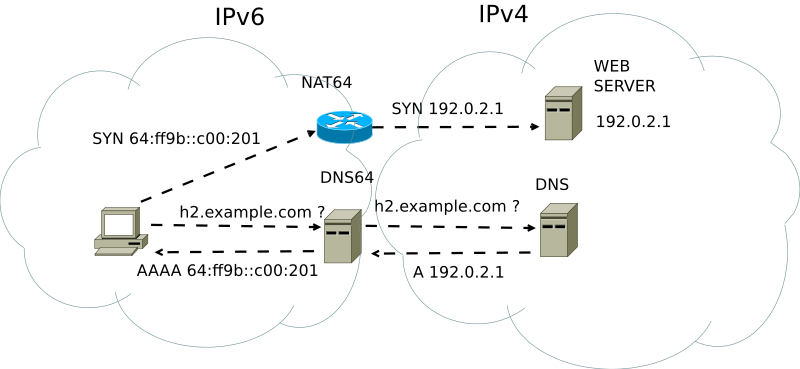 IPv6
IPv4
NAT64
WEB
SERVER
SYN 192.0.2.1
192.0.2.1
SYN 64:ff9b::c00:201
DNS64
DNS
h2.example.com ?
h2.example.com ?
AAAA 64:ff9b::c00:201
A 192.0.2.1